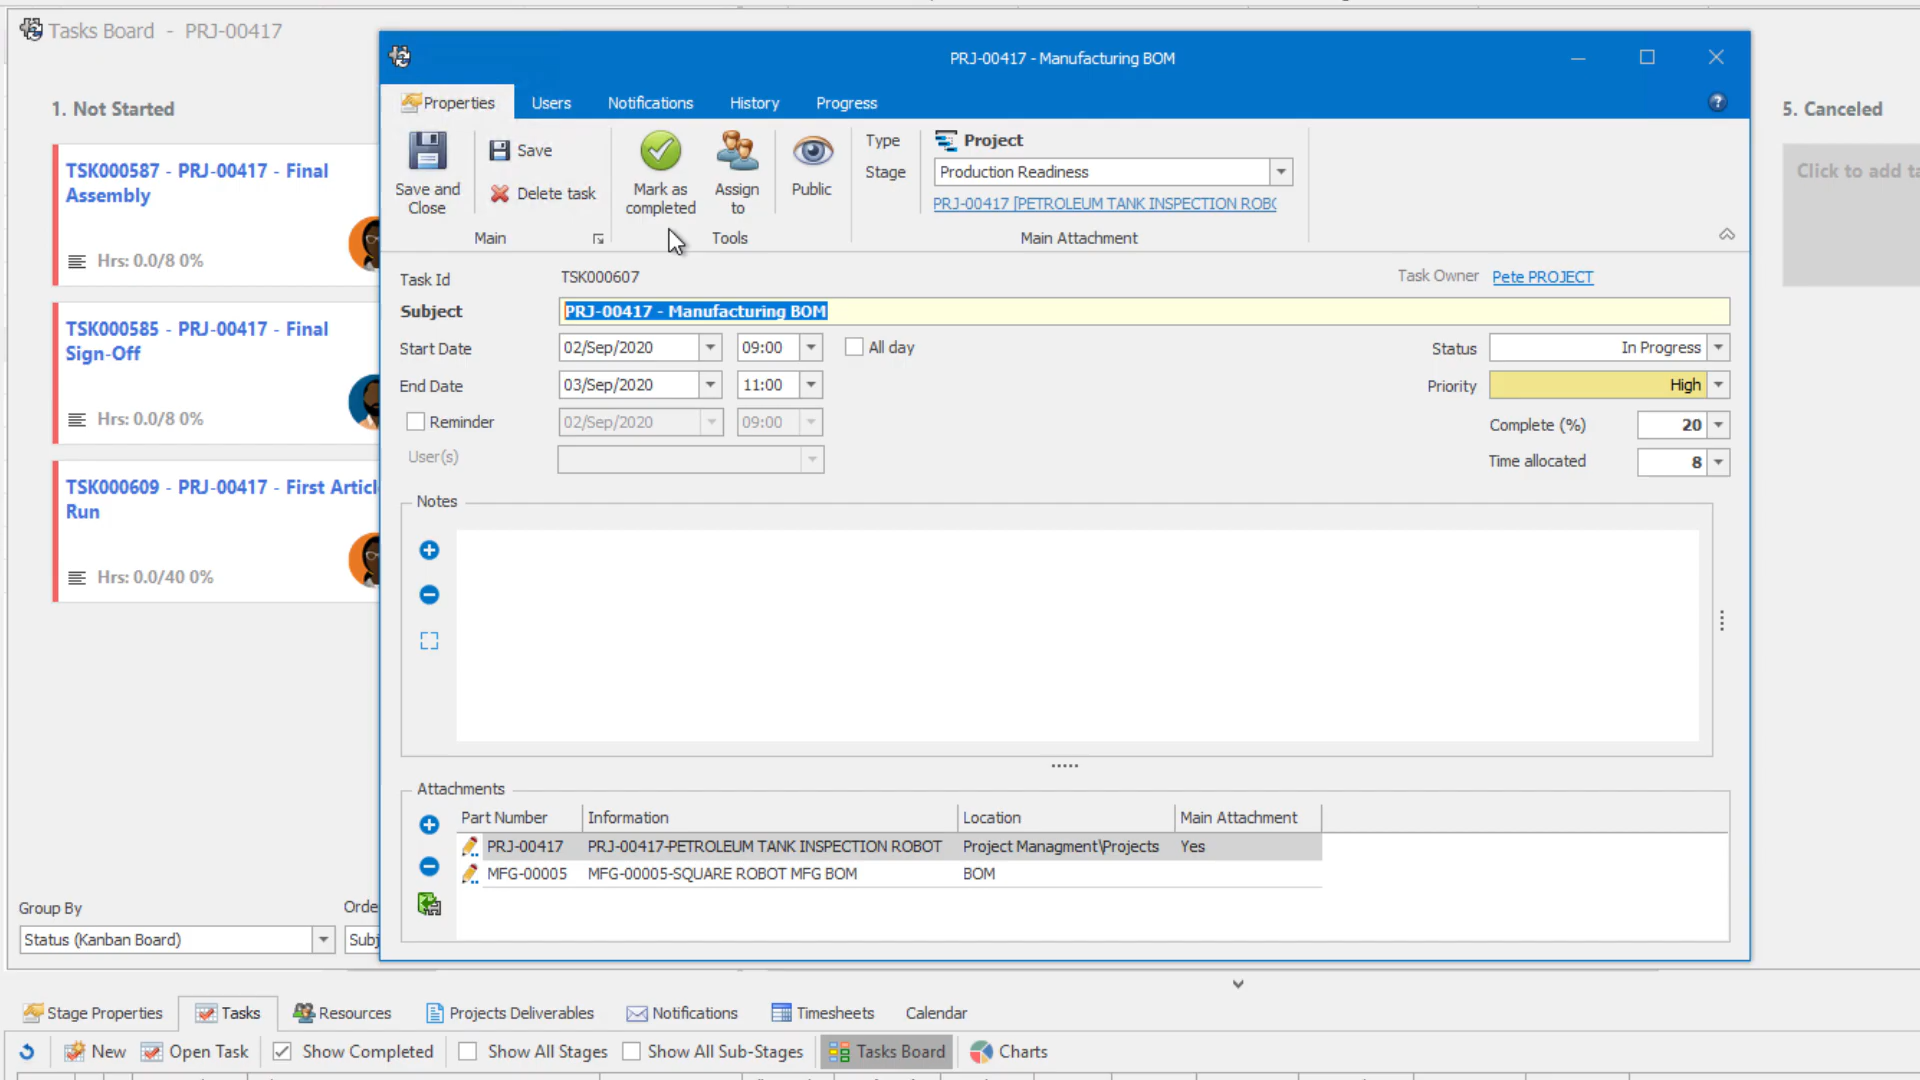 Tasks Board - PRJ-00417
1. Not Started
TSK000587 - PRJ-00417 - Final
Assembly
Hrs: 0.0/8 0%
TSK000585 - PRJ-00417 - Final
Sign-Off
Hrs: 0.0/8 0%
TSK000609 - PRJ-00417 - First Articl
Run
Hrs: 0.0/40 0%
5. Canceled
Click to add ta
Group By
Orde
Status (Kanban Board)
Subj
PRJ-00417 - Manufacturing BOM
Properties
Users
Notifications
History
Progress
Save and
Close
Save
Delete task
Main
Mark as
completed
Assign
to
Public
Tools
Type
Project
Stage
Production Readiness
PRJ-00417 [PETROLEUM TANK INSPECTION ROBO
Main Attachment
Task Id
TSK000607
Task Owner
Pete PROJECT
Subject
PRJ-00417 - Manufacturing BOM
Start Date
02/Sep/2020
09:00
All day
Status
In Progress
End Date
03/Sep/2020
11:00
Priority
High
Reminder
02/Sep/2020
09:00
Complete (%)
20
User(s)
Time allocated
8
Notes
Attachments
Part Number Information Location Main Attachment
PRJ-00417 PRJ-00417-PETROLEUM TANK INSPECTION ROBOT Project Managment\Projects Yes
MFG-00005 MFG-00005-SQUARE ROBOT MFG BOM BOM
Stage Properties
Tasks
Resources
Projects Deliverables
Notifications
Timesheets
Calendar
New
Open Task
Show Completed
Show All Stages
Show All Sub-Stages
Tasks Board
Charts